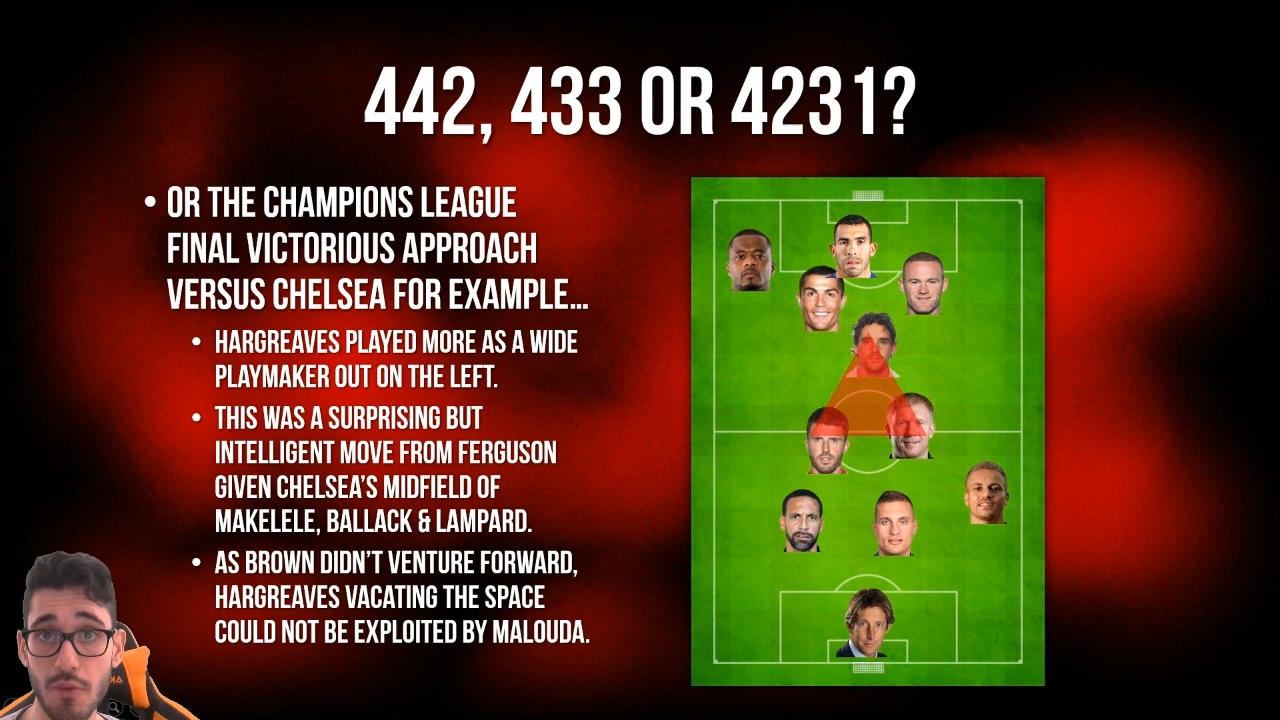 442, 433 OR 4231?
• OR THE CHAMPIONS LEAGUE
FINAL VICTORIOUS APPROACH
VERSUS CHELSEA FOR EXAMPLE…
• HARGREAVES PLAYED MORE AS A WIDE
PLAYMAKER OUT ON THE LEFT.
• THIS WAS A SURPRISING BUT
INTELLIGENT MOVE FROM FERGUSON
GIVEN CHELSEA'S MIDFIELD OF
MAKELELE, BALLACK & LAMPARD.
• AS BROWN DIDN'T VENTURE FORWARD,
HARGREAVES VACATING THE SPACE
COULD NOT BE EXPLOITED BY MALOUDA.